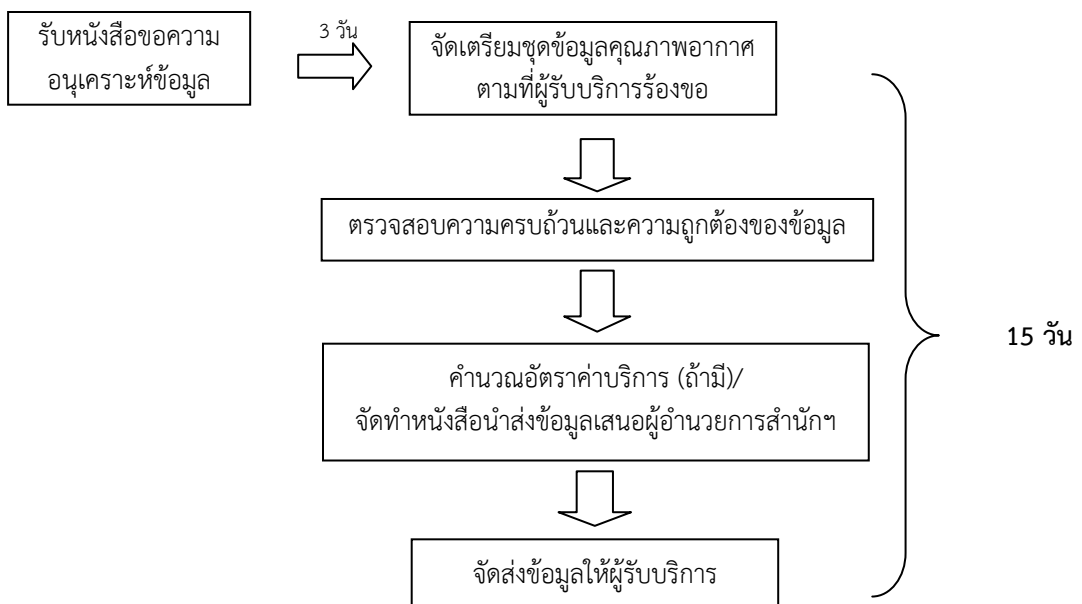 รับหนังสือขอความ
อนุเคราะห์ข้อมูล
3 วัน
จัดเตรียมชุดข้อมูลคุณภาพอากาศ
ตามที่ผู้รับบริการร้องขอ
ตรวจสอบความครบถ้วนและความถูกต้องของข้อมูล
คำนวณอัตราค่าบริการ (ถ้ามี)/
จัดทำหนังสือนำส่งข้อมูลเสนอผู้อำนวยการสำนักฯ
15 วัน
จัดส่งข้อมูลให้ผู้รับบริการ